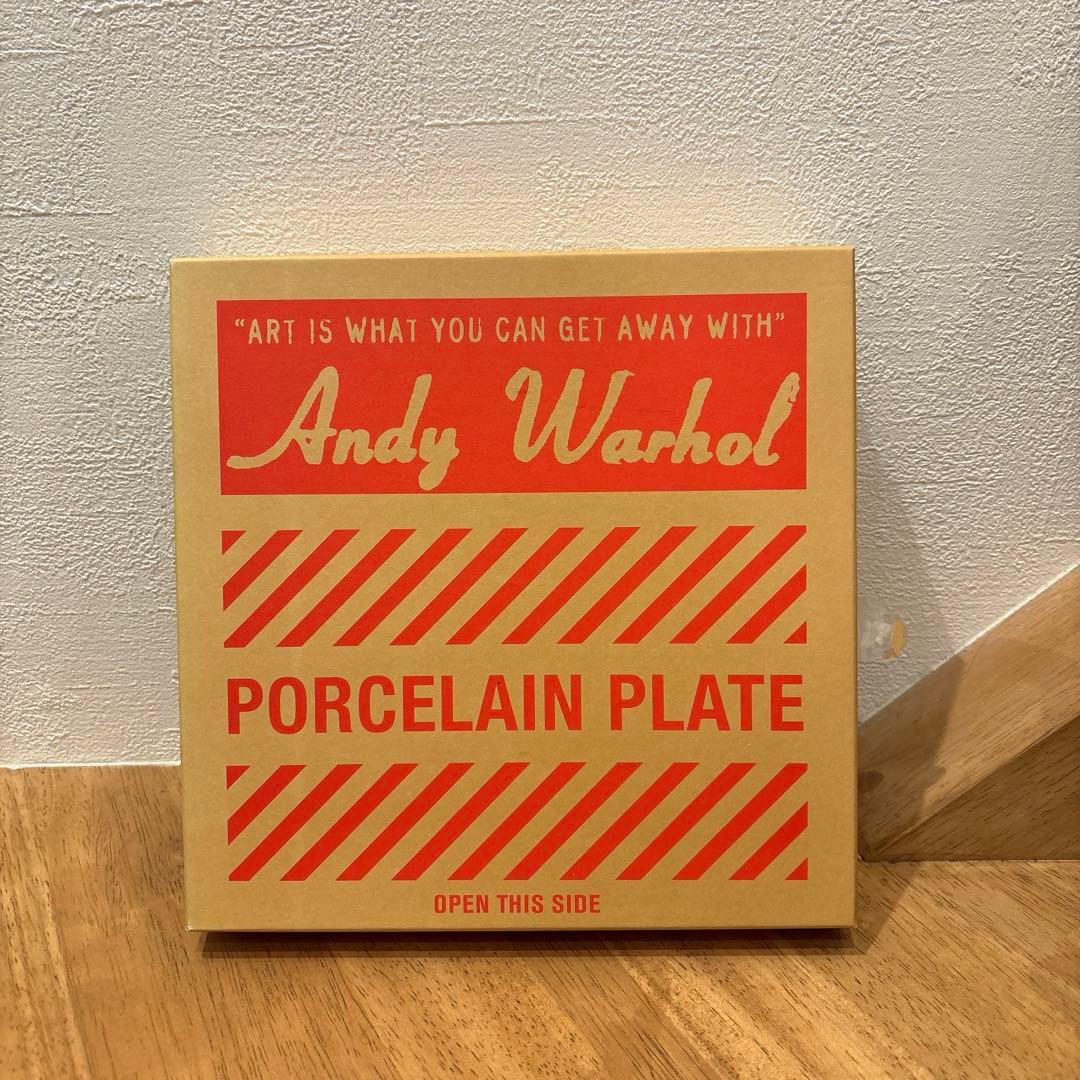 “ART IS WHAT YOU CAN GET AWAY WITH”
Andy Warhol
PORCELAIN PLATE
OPEN THIS SIDE